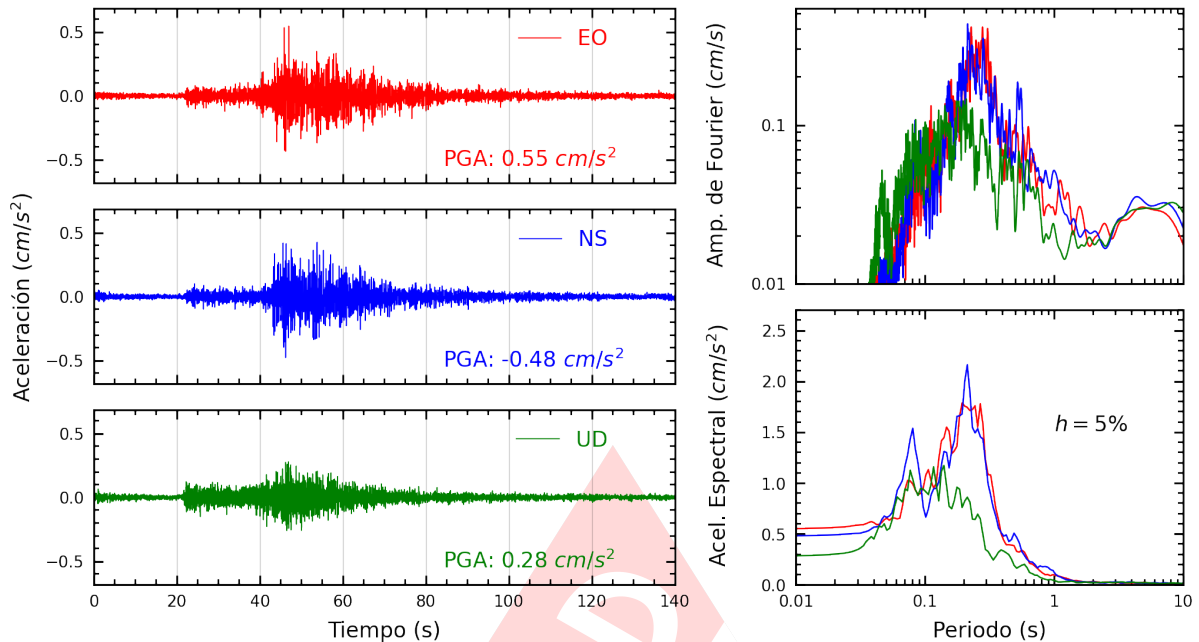 Aceleración (cm/s²)
0.5
0.0
−0.5
EO
PGA: 0.55 cm/s²
0.5
0.0
−0.5
NS
PGA: -0.48 cm/s²
0.5
0.0
−0.5
UD
PGA: 0.28 cm/s²
0 20 40 60 80 100 120 140
Tiempo (s)
Amp. de Fourier (cm/s)
0.1
0.01
Acel. Espectral (cm/s²)
2.5
2.0
1.5
1.0
0.5
0.0
h = 5%
0.01 0.1 1 10
Periodo (s)